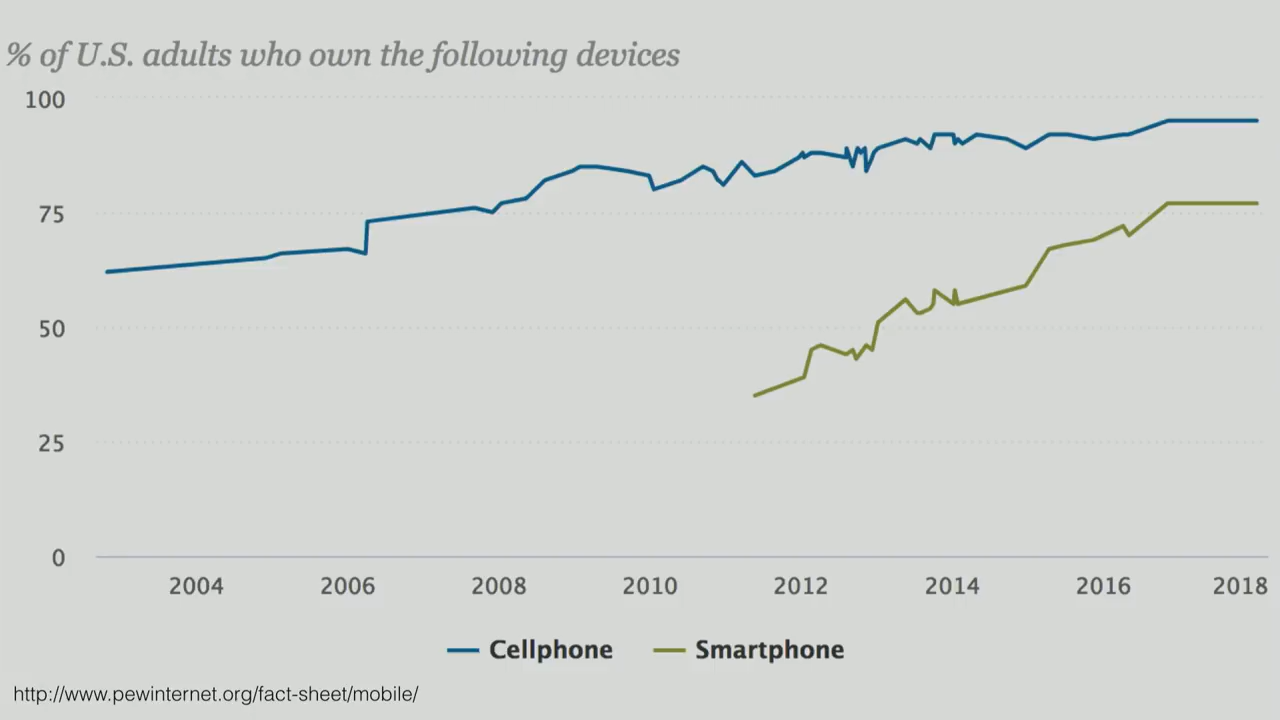 % of U.S. adults who own the following devices
100
75
50
25
0
2004 2006 2008 2010 2012 2014 2016 2018
Cellphone Smartphone
http://www.pewinternet.org/fact-sheet/mobile/